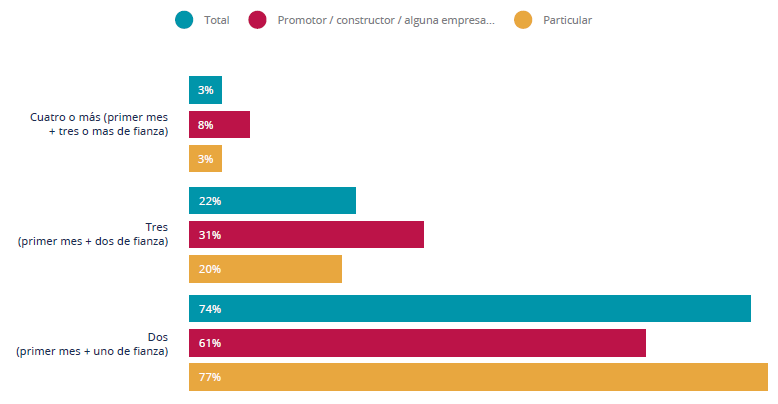 Total
Promotor / constructor / alguna empresa...
Particular
Cuatro o más (primer mes
+ tres o mas de fianza)
3%
8%
3%
Tres
(primer mes + dos de fianza)
22%
31%
20%
Dos
(primer mes + uno de fianza)
74%
61%
77%